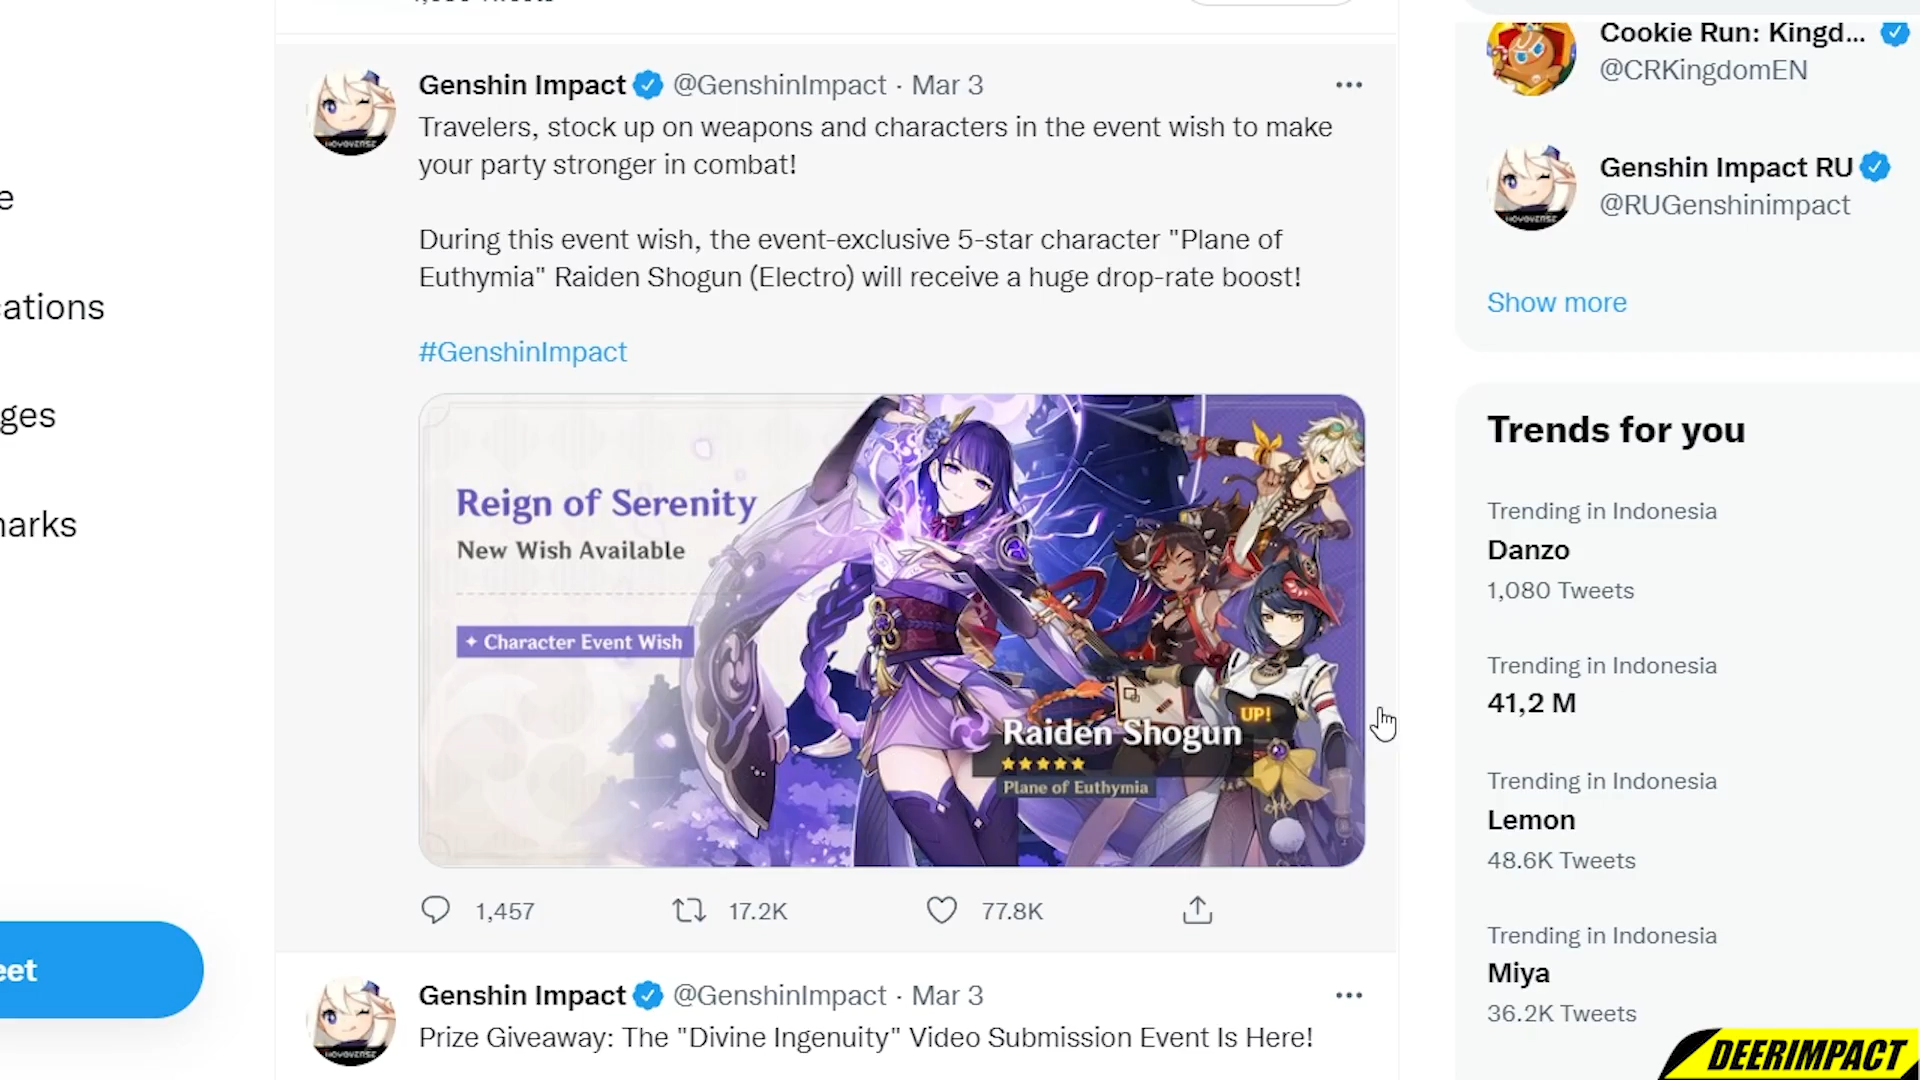 Genshin Impact @GenshinImpact · Mar 3
Travelers, stock up on weapons and characters in the event wish to make
your party stronger in combat!
During this event wish, the event-exclusive 5-star character "Plane of
Euthymia" Raiden Shogun (Electro) will receive a huge drop-rate boost!
#GenshinImpact
Reign of Serenity
New Wish Available
Character Event Wish
UP!
Raiden Shogun
Plane of Euthymia
1,457
17.2K
77.8K
Genshin Impact @GenshinImpact · Mar 3
Prize Giveaway: The "Divine Ingenuity" Video Submission Event Is Here!
e
cations
ges
marks
eet
Cookie Run: Kingd...
@CRKingdomEN
HOYOVERSE
Genshin Impact RU
@RUGenshinimpact
Show more
Trends for you
Trending in Indonesia
Danzo
1,080 Tweets
Trending in Indonesia
41,2 M
Trending in Indonesia
Lemon
48.6K Tweets
Trending in Indonesia
Miya
36.2K Tweets
DEERIMPACT